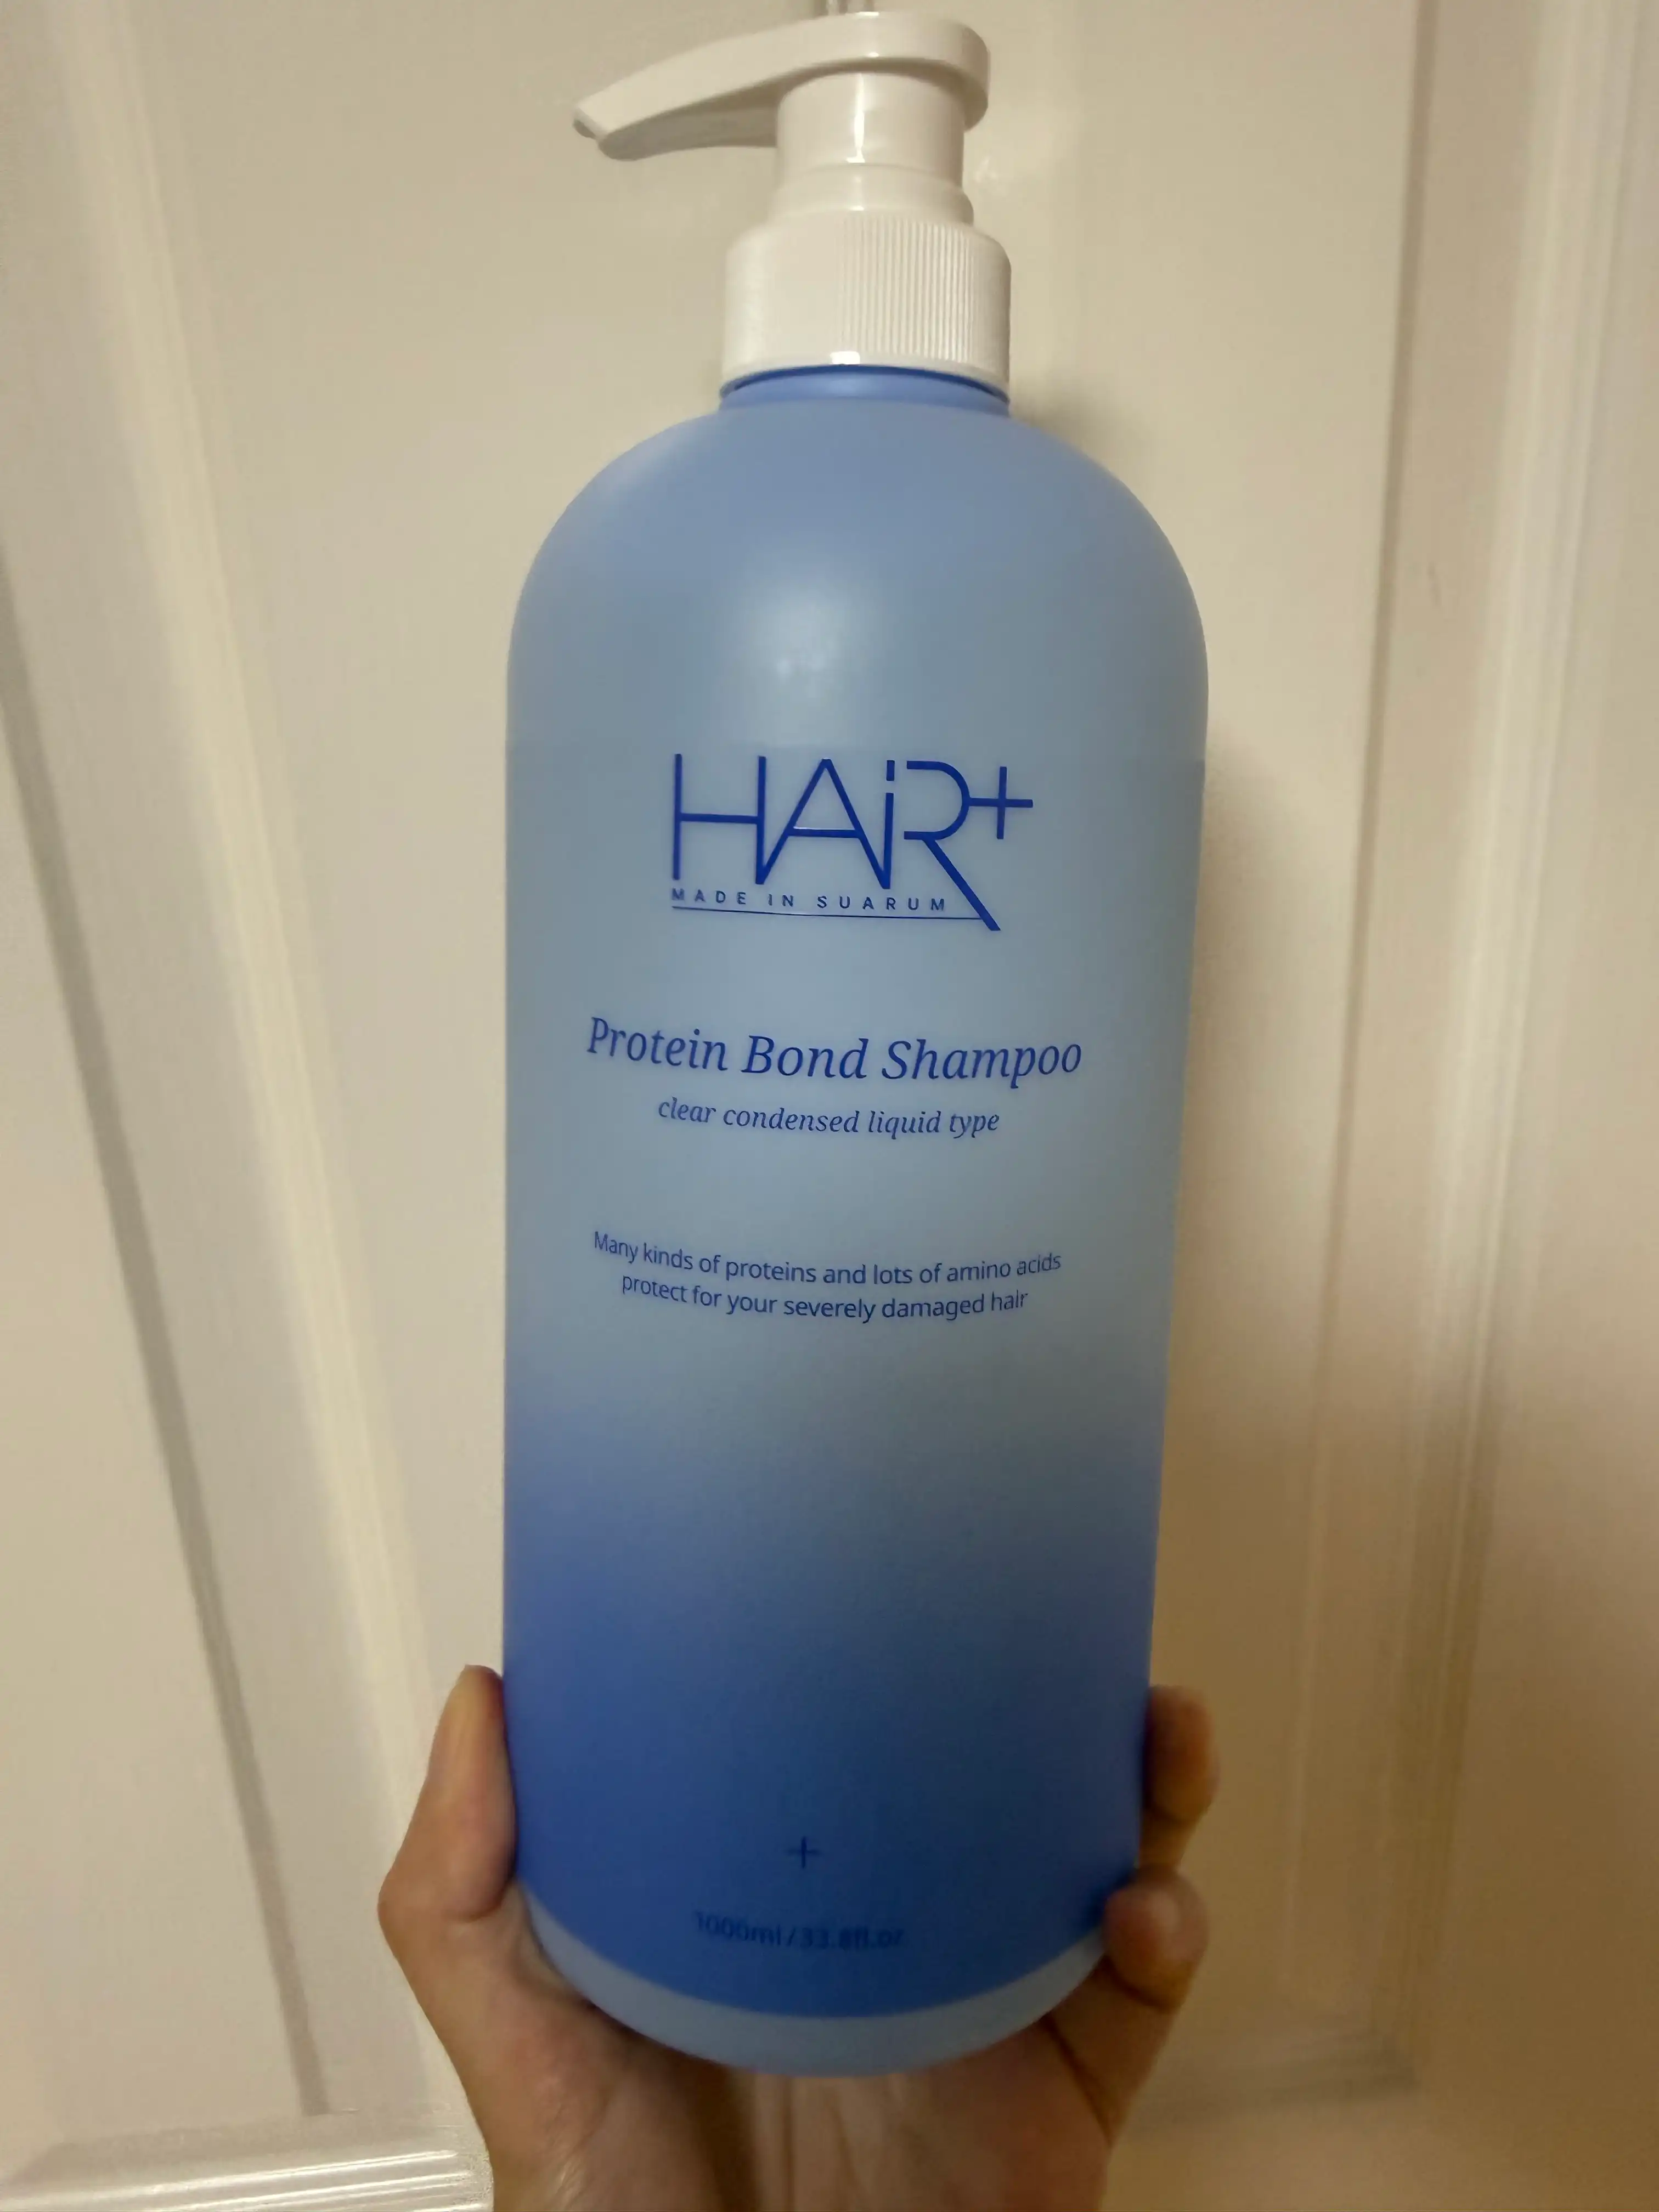 HAiR+
MADE IN SUARUM
Protein Bond Shampoo
clear condensed liquid type
Many kinds of proteins and lots of amino acids
protect for your severely damaged hair
+
1000ml / 33.8fl.oz